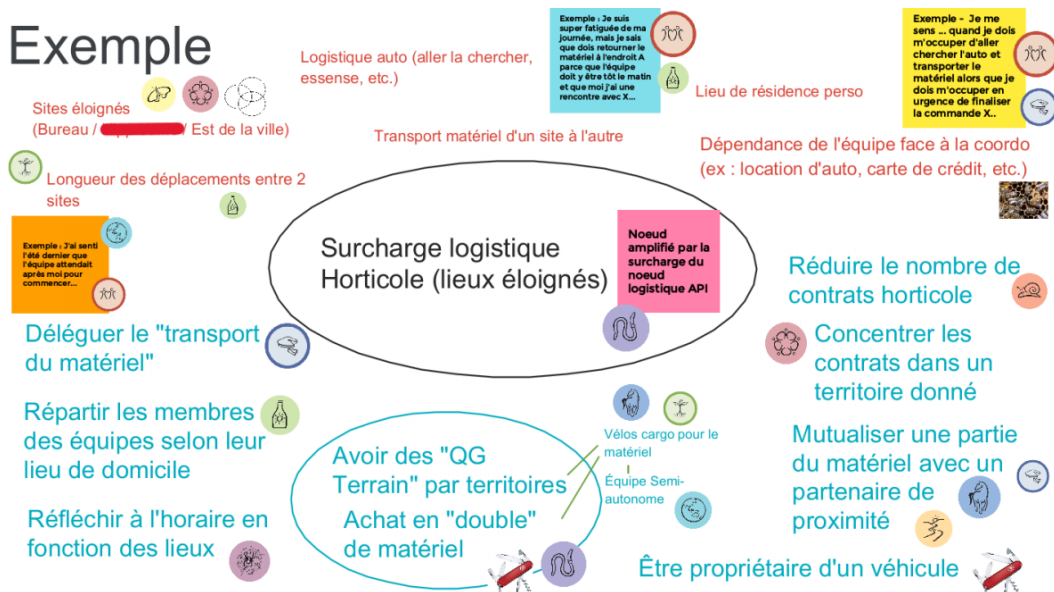 Exemple
Sites éloignés
(Bureau / / Est de la ville)
Logistique auto (aller la chercher,
essense, etc.)
Exemple : Je suis
super fatiguée de ma
journée, mais je sais
que dois retourner le
matériel à l'endroit A
parce que l'équipe
doit y être tôt le matin
et que moi j'ai une
rencontre avec X...
Lieu de résidence perso
Exemple - Je me
sens ... quand je dois
m'occuper d'aller
chercher l'auto et
transporter le
matériel alors que je
dois m'occuper en
urgence de finaliser
la commande X..
Transport matériel d'un site à l'autre
Dépendance de l'équipe face à la coordo
(ex : location d'auto, carte de crédit, etc.)
Longueur des déplacements entre 2
sites
Exemple : J'ai senti
l'été dernier que
l'équipe attendait
après moi pour
commencer...
Surcharge logistique
Horticole (lieux éloignés)
Noeud
amplifié par la
surcharge du
noeud
logistique API
Déléguer le "transport
du matériel"
Répartir les membres
des équipes selon leur
lieu de domicile
Réfléchir à l'horaire en
fonction des lieux
Avoir des "QG
Terrain" par territoires
Achat en "double"
de matériel
Vélos cargo pour le
matériel
Équipe Semi-
autonome
Réduire le nombre de
contrats horticole
Concentrer les
contrats dans un
territoire donné
Mutualiser une partie
du matériel avec un
partenaire de
proximité
Être propriétaire d'un véhicule